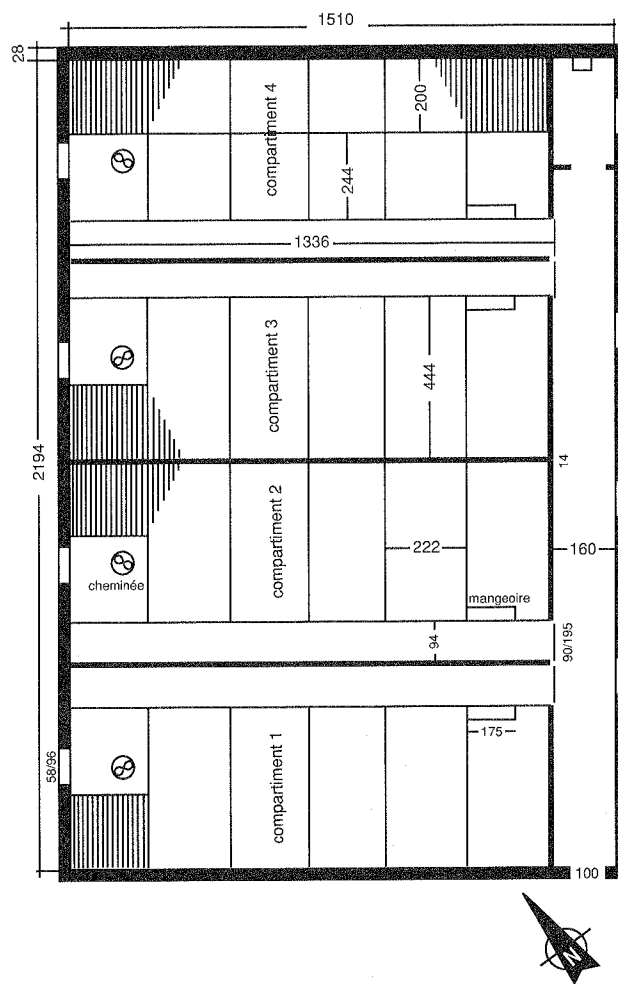 1510
28
compartiment 4
200
244
1336
compartiment 3
444
2194
14
compartiment 2
222
160
cheminée
mangeoire
94
90/195
58/96
compartiment 1
175
100
N